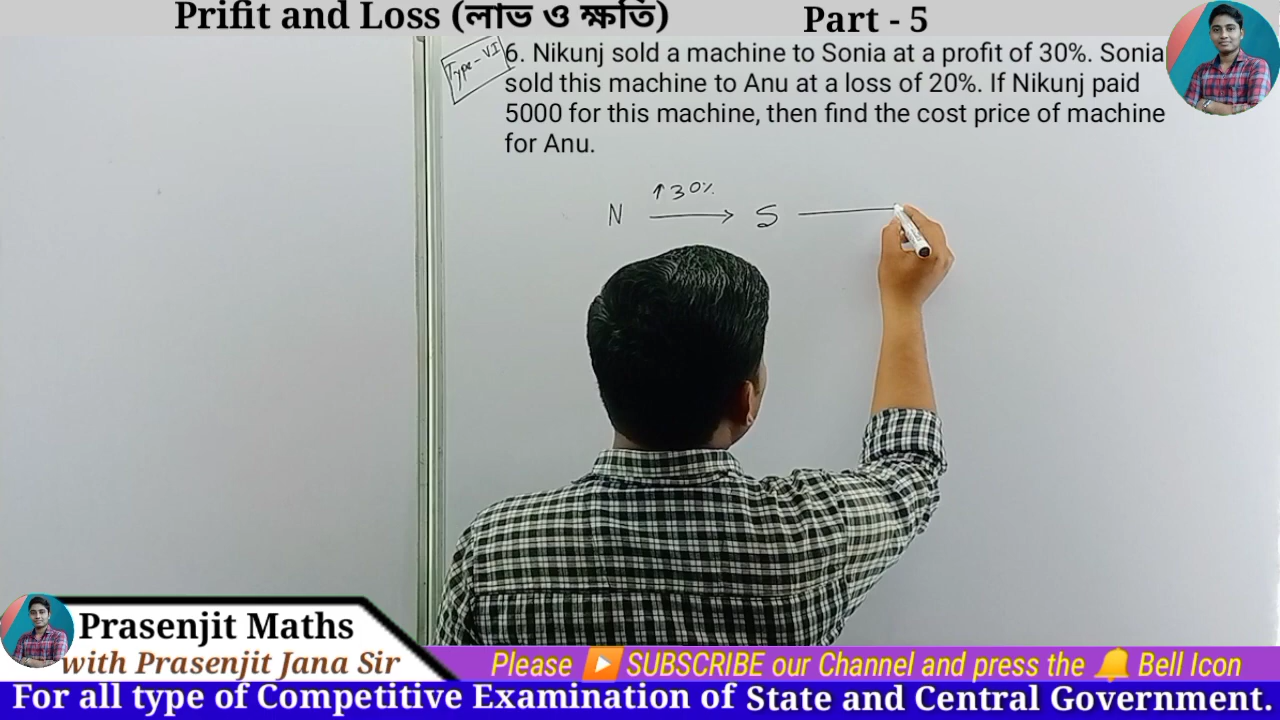 Prifit and Loss (লাভ ও ক্ষতি) Part - 5
Type-VI
6. Nikunj sold a machine to Sonia at a profit of 30%. Sonia
sold this machine to Anu at a loss of 20%. If Nikunj paid
5000 for this machine, then find the cost price of machine
for Anu.
↑30%
N → S
Prasenjit Maths
with Prasenjit Jana Sir
Please ▶️ SUBSCRIBE our Channel and press the 🔔 Bell Icon
For all type of Competitive Examination of State and Central Government.